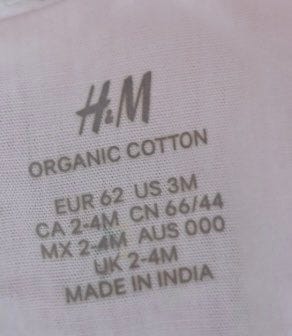 H&M
ORGANIC COTTON
EUR 62 US 3M
CA 2-4M CN 66/44
MX 2-4M AUS 000
UK 2-4M
MADE IN INDIA